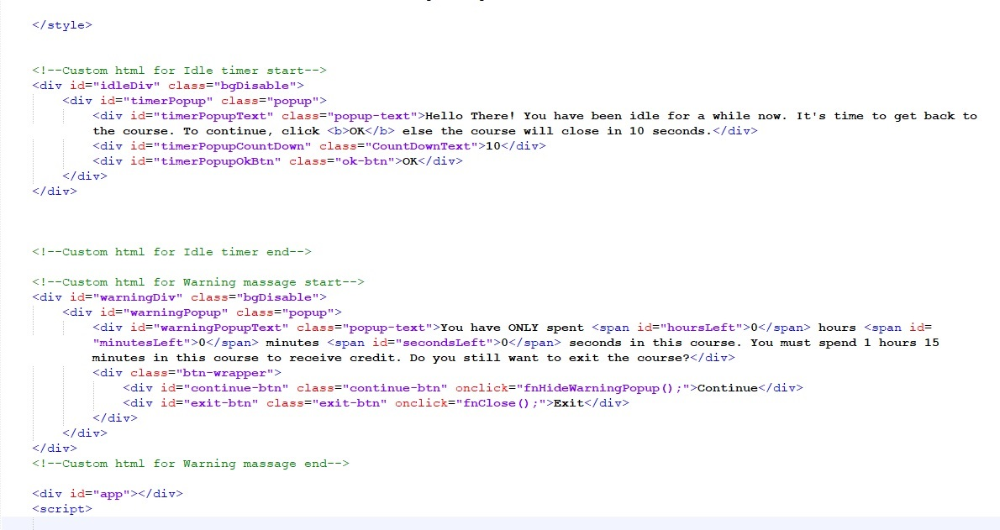 </style>
<!--Custom html for Idle timer start-->
<div id="idleDiv" class="bgDisable">
<div id="timerPopup" class="popup">
<div id="timerPopupText" class="popup-text">Hello There! You have been idle for a while now. It's time to get back to
the course. To continue, click <b>OK</b> else the course will close in 10 seconds.</div>
<div id="timerPopupCountDown" class="CountDownText">10</div>
<div id="timerPopupOkBtn" class="ok-btn">OK</div>
</div>
</div>
<!--Custom html for Idle timer end-->
<!--Custom html for Warning massage start-->
<div id="warningDiv" class="bgDisable">
<div id="warningPopup" class="popup">
<div id="warningPopupText" class="popup-text">You have ONLY spent <span id="hoursLeft">0</span> hours <span id=
"minutesLeft">0</span> minutes <span id="secondsLeft">0</span> seconds in this course. You must spend 1 hours 15
minutes in this course to receive credit. Do you still want to exit the course?</div>
<div class="btn-wrapper">
<div id="continue-btn" class="continue-btn" onclick="fnHideWarningPopup();">Continue</div>
<div id="exit-btn" class="exit-btn" onclick="fnClose();">Exit</div>
</div>
</div>
</div>
<!--Custom html for Warning massage end-->
<div id="app"></div>
<script>